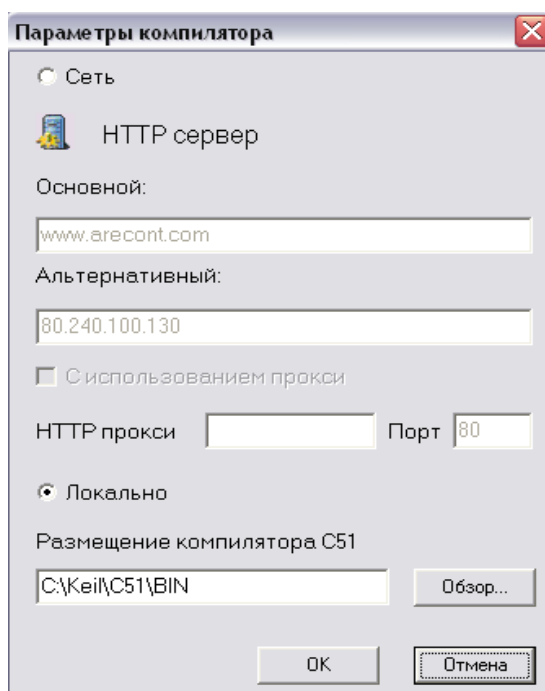 Параметры компилятора
Сеть
HTTP сервер
Основной:
www.arecont.com
Альтернативный:
80.240.100.130
С использованием прокси
HTTP прокси Порт 80
Локально
Размещение компилятора C51
C:\Keil\C51\BIN Обзор...
OK Отмена